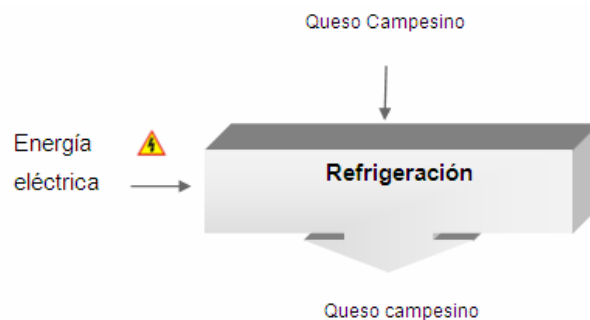 Queso Campesino
Energía
eléctrica
Refrigeración
Queso campesino